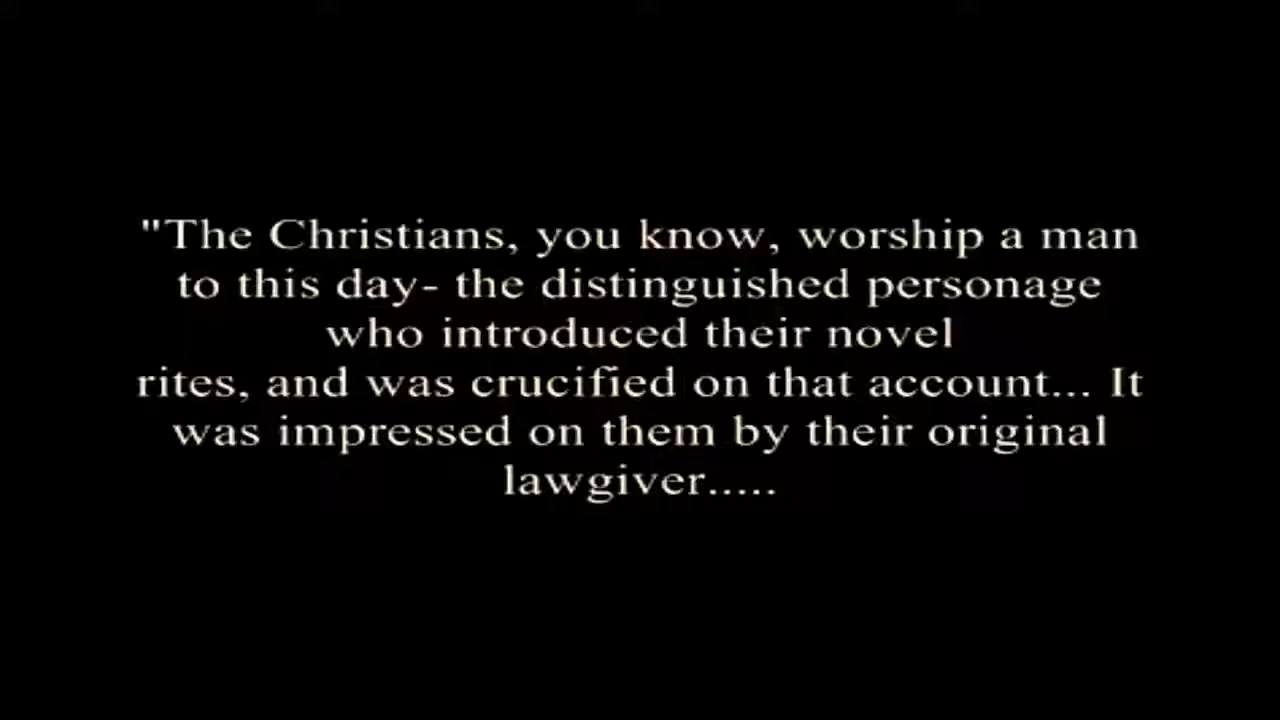 "The Christians, you know, worship a man
to this day- the distinguished personage
who introduced their novel
rites, and was crucified on that account... It
was impressed on them by their original
lawgiver.....